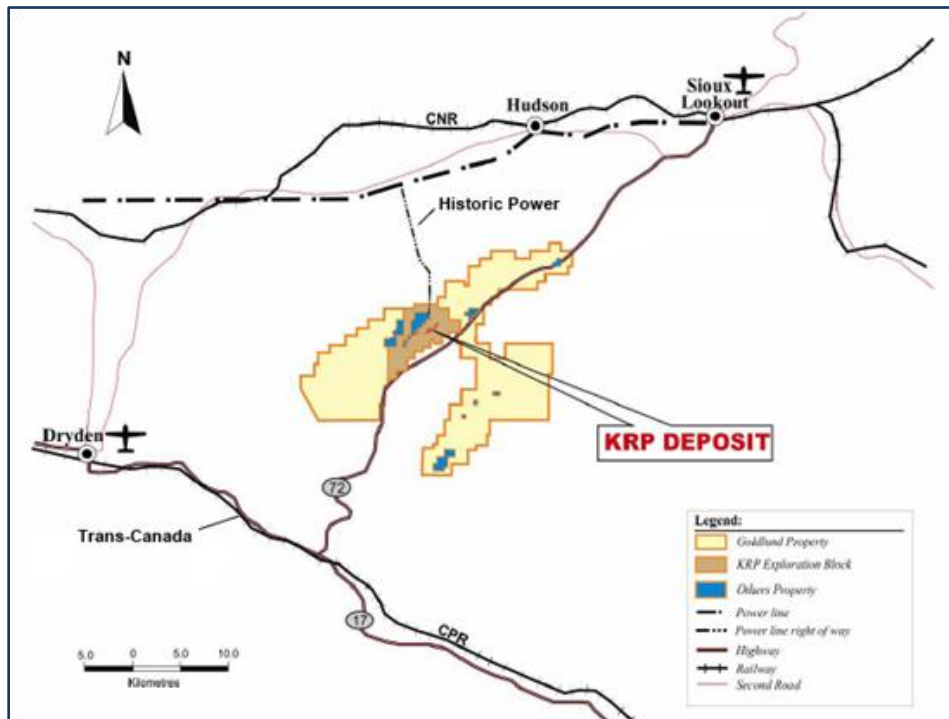 N
Sioux
Lookout
Hudson
CNR
Historic Power
KRP DEPOSIT
Dryden
72
Trans-Canada
17
CPR
5.0 0 5.0 10.0
Kilometres
Legend:
Goldlund Property
KRP Exploration Block
Others Property
Power line
Power line right of way
Highway
Railway
Second Road